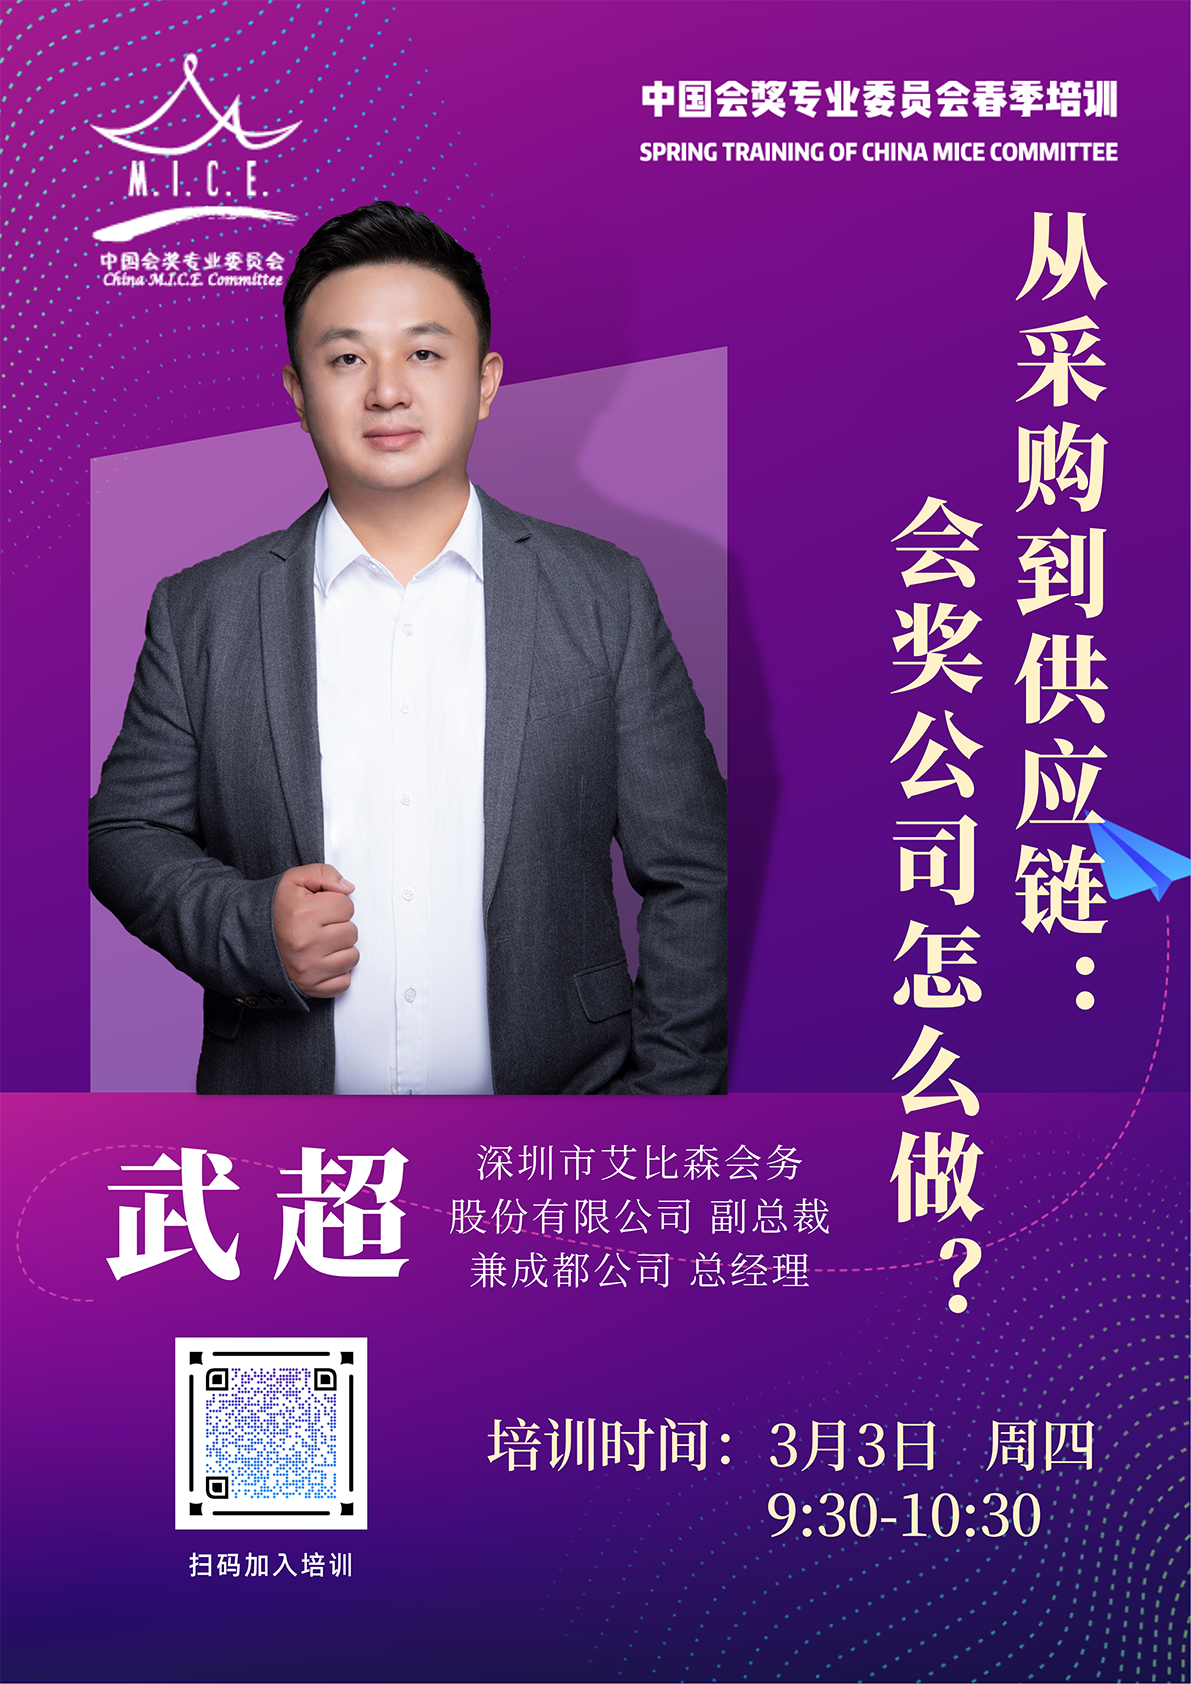 M.I.C.E.
中国会奖专业委员会
China M.I.C.E. Committee
中国会奖专业委员会春季培训
SPRING TRAINING OF CHINA MICE COMMITTEE
从采购到供应链：
会奖公司怎么做？
武超
深圳市艾比森会务
股份有限公司 副总裁
兼成都公司 总经理
培训时间：3月3日 周四
9:30-10:30
扫码加入培训